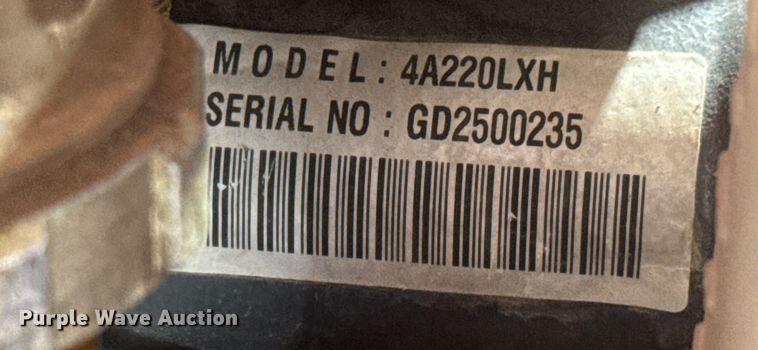 MODEL: 4A220LXH
SERIAL NO : GD2500235
Purple Wave Auction